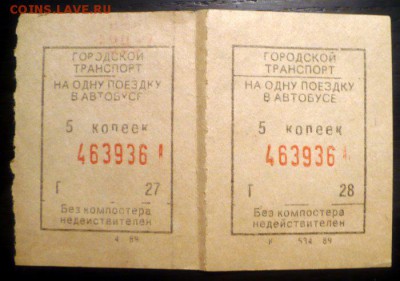 COINS.LAVE.RU
ГОРОДСКОЙ
ТРАНСПОРТ
НА ОДНУ ПОЕЗДКУ
В АВТОБУСЕ
5 копеек
463936
Г 27
Без компостера
недействителен
ГОРОДСКОЙ
ТРАНСПОРТ
НА ОДНУ ПОЕЗДКУ
В АВТОБУСЕ
5 копеек
463936
Г 28
Без компостера
недействителен